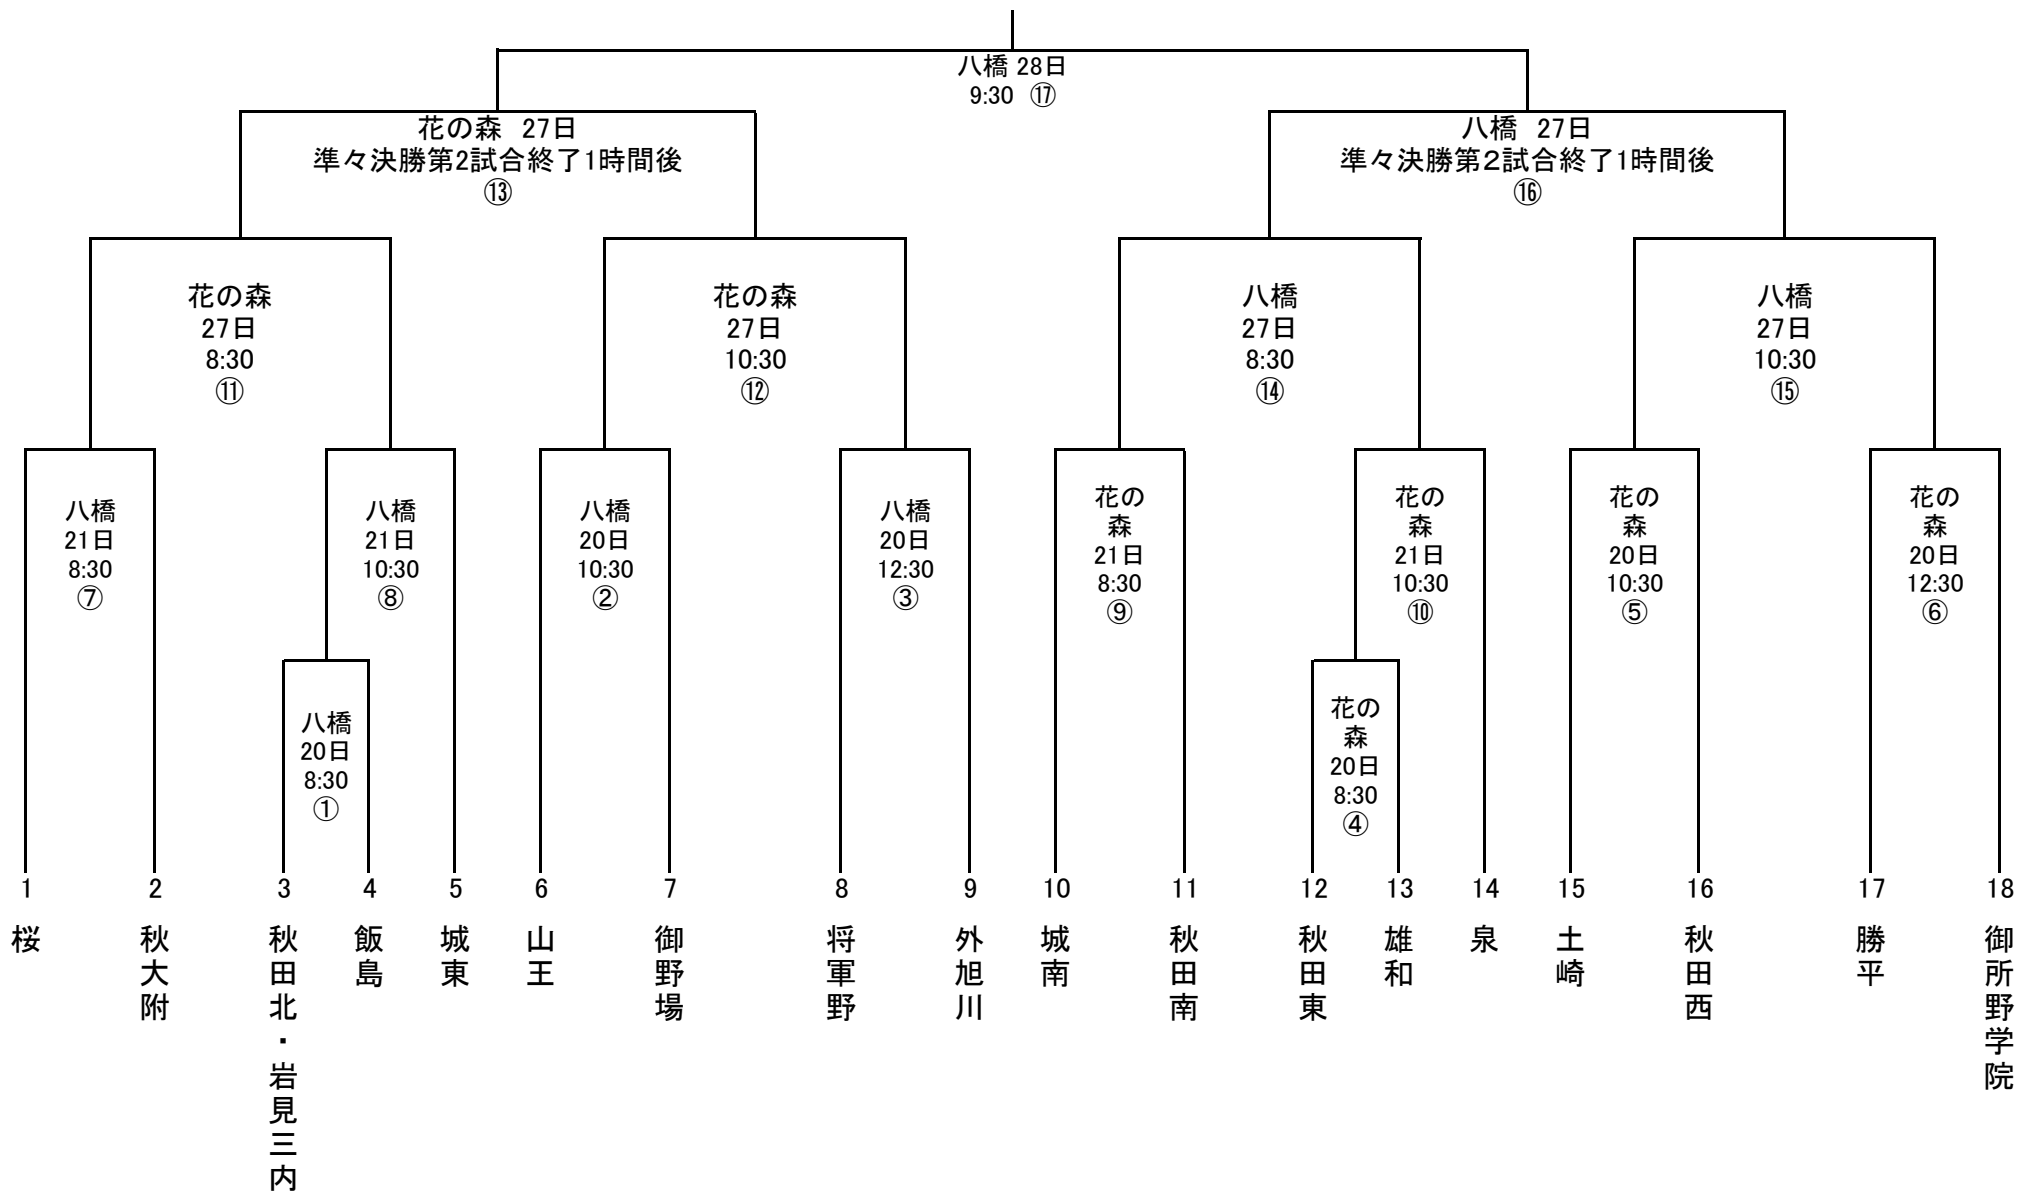 八橋 28日
9:30 ⑰
花の森 27日
準々決勝第2試合終了1時間後
⑬
八橋 27日
準々決勝第２試合終了1時間後
⑯
花の森
27日
8:30
⑪
花の森
27日
10:30
⑫
八橋
27日
8:30
⑭
八橋
27日
10:30
⑮
八橋
21日
8:30
⑦
八橋
21日
10:30
⑧
八橋
20日
10:30
②
八橋
20日
12:30
③
花の
森
21日
8:30
⑨
花の
森
21日
10:30
⑩
花の
森
20日
10:30
⑤
花の
森
20日
12:30
⑥
八橋
20日
8:30
①
花の
森
20日
8:30
④
1
桜
2
秋大附
3
秋田北・岩見三内
4
飯島
5
城東
6
山王
7
御野場
8
将軍野
9
外旭川
10
城南
11
秋田南
12
秋田東
13
雄和
14
泉
15
土崎
16
秋田西
17
勝平
18
御所野学院